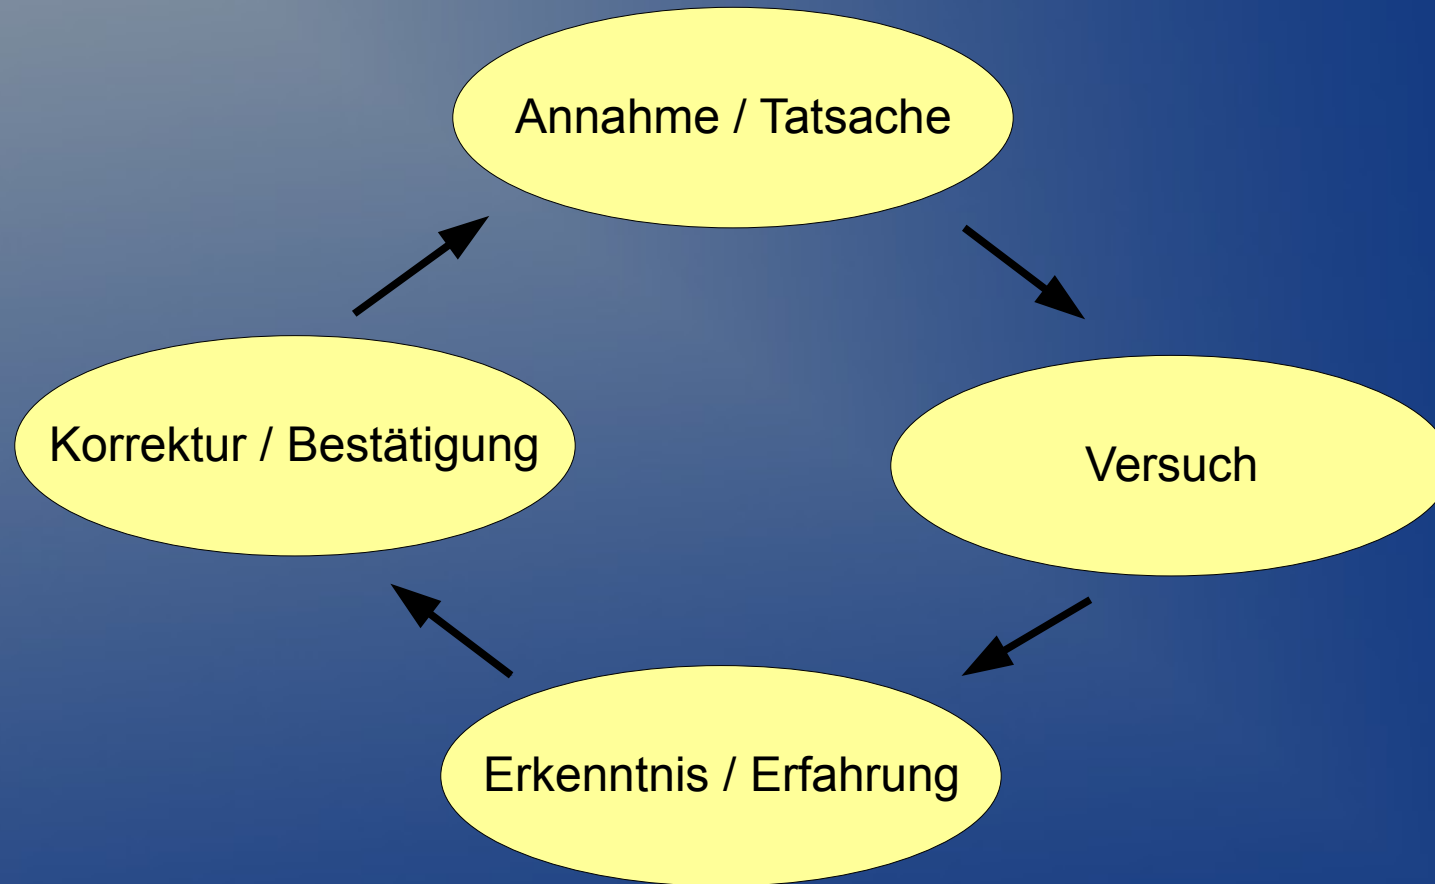 Annahme / Tatsache
Korrektur / Bestätigung
Versuch
Erkenntnis / Erfahrung